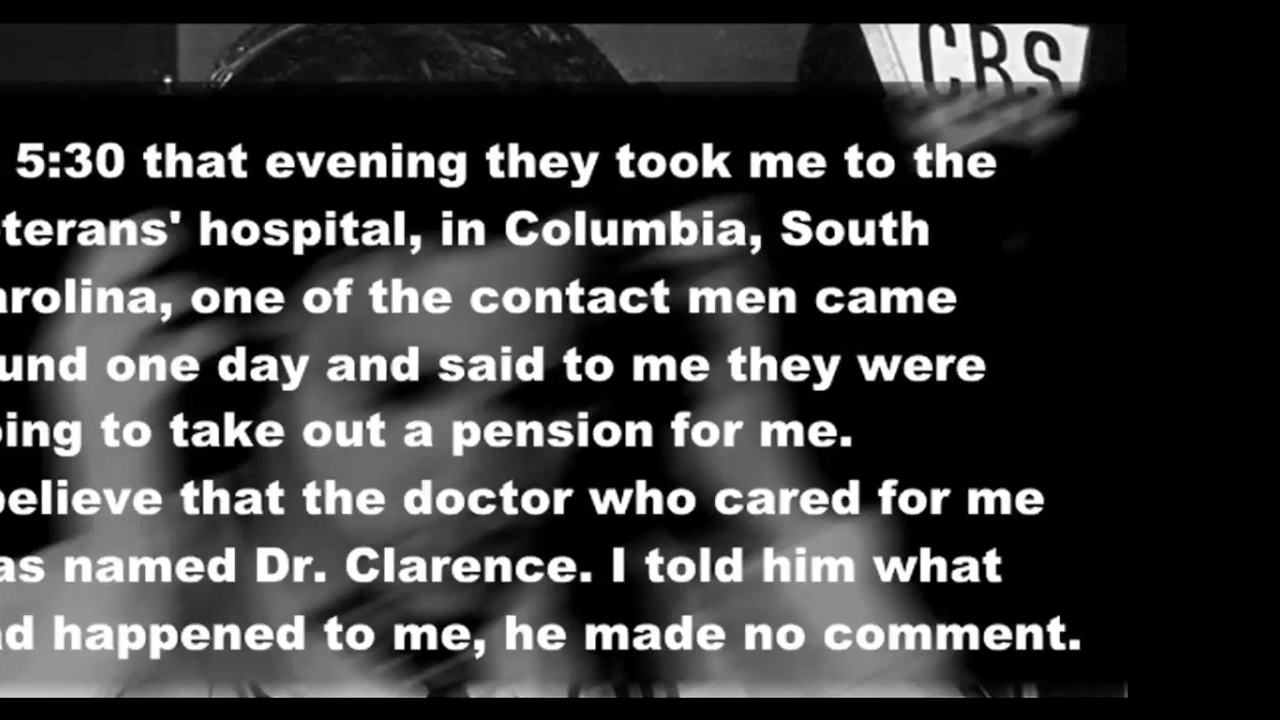 CBS
5:30 that evening they took me to the
terans' hospital, in Columbia, South
arolina, one of the contact men came
und one day and said to me they were
ing to take out a pension for me.
believe that the doctor who cared for me
as named Dr. Clarence. I told him what
d happened to me, he made no comment.